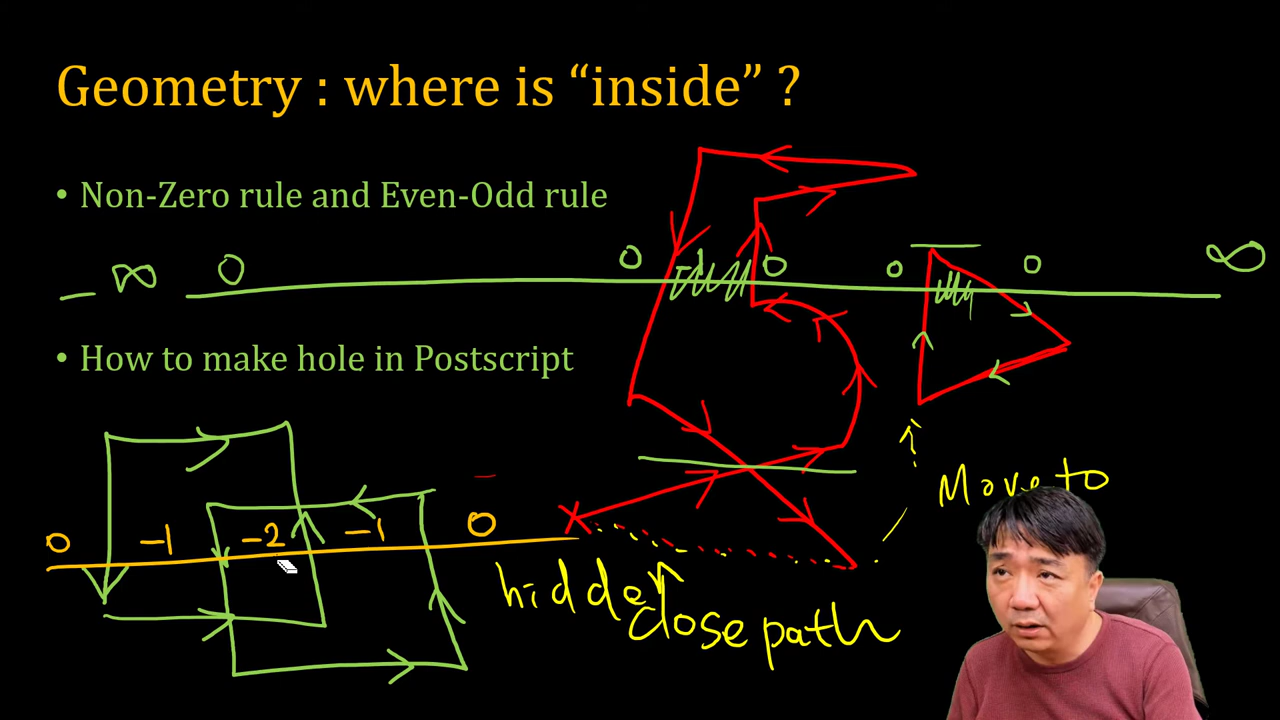 Geometry : where is “inside” ?
• Non-Zero rule and Even-Odd rule
- ∞ 0 0 1 0 0 0 ∞
• How to make hole in Postscript
Move to
0 -1 -2 -1 0
hidden
close path